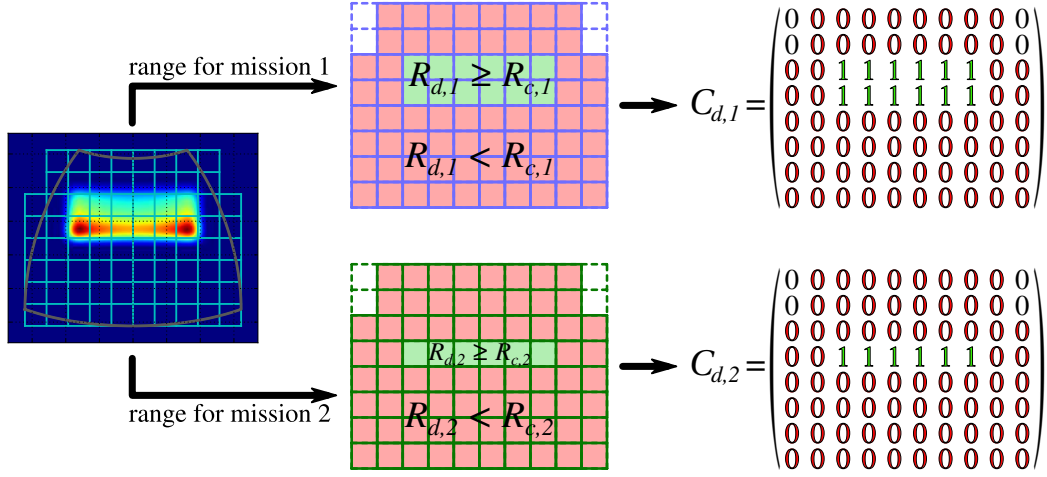 range for mission 1
R_{d,1} ≥ R_{c,1}
R_{d,1} < R_{c,1}
C_{d,1} =
0 0 0 0 0 0 0 0 0 0
0 0 0 0 0 0 0 0 0 0
0 0 1 1 1 1 1 1 0 0
0 0 1 1 1 1 1 1 0 0
0 0 0 0 0 0 0 0 0 0
0 0 0 0 0 0 0 0 0 0
0 0 0 0 0 0 0 0 0 0
0 0 0 0 0 0 0 0 0 0
range for mission 2
R_{d,2} ≥ R_{c,2}
R_{d,2} < R_{c,2}
C_{d,2} =
0 0 0 0 0 0 0 0 0 0
0 0 0 0 0 0 0 0 0 0
0 0 0 0 0 0 0 0 0 0
0 0 1 1 1 1 1 1 0 0
0 0 0 0 0 0 0 0 0 0
0 0 0 0 0 0 0 0 0 0
0 0 0 0 0 0 0 0 0 0
0 0 0 0 0 0 0 0 0 0